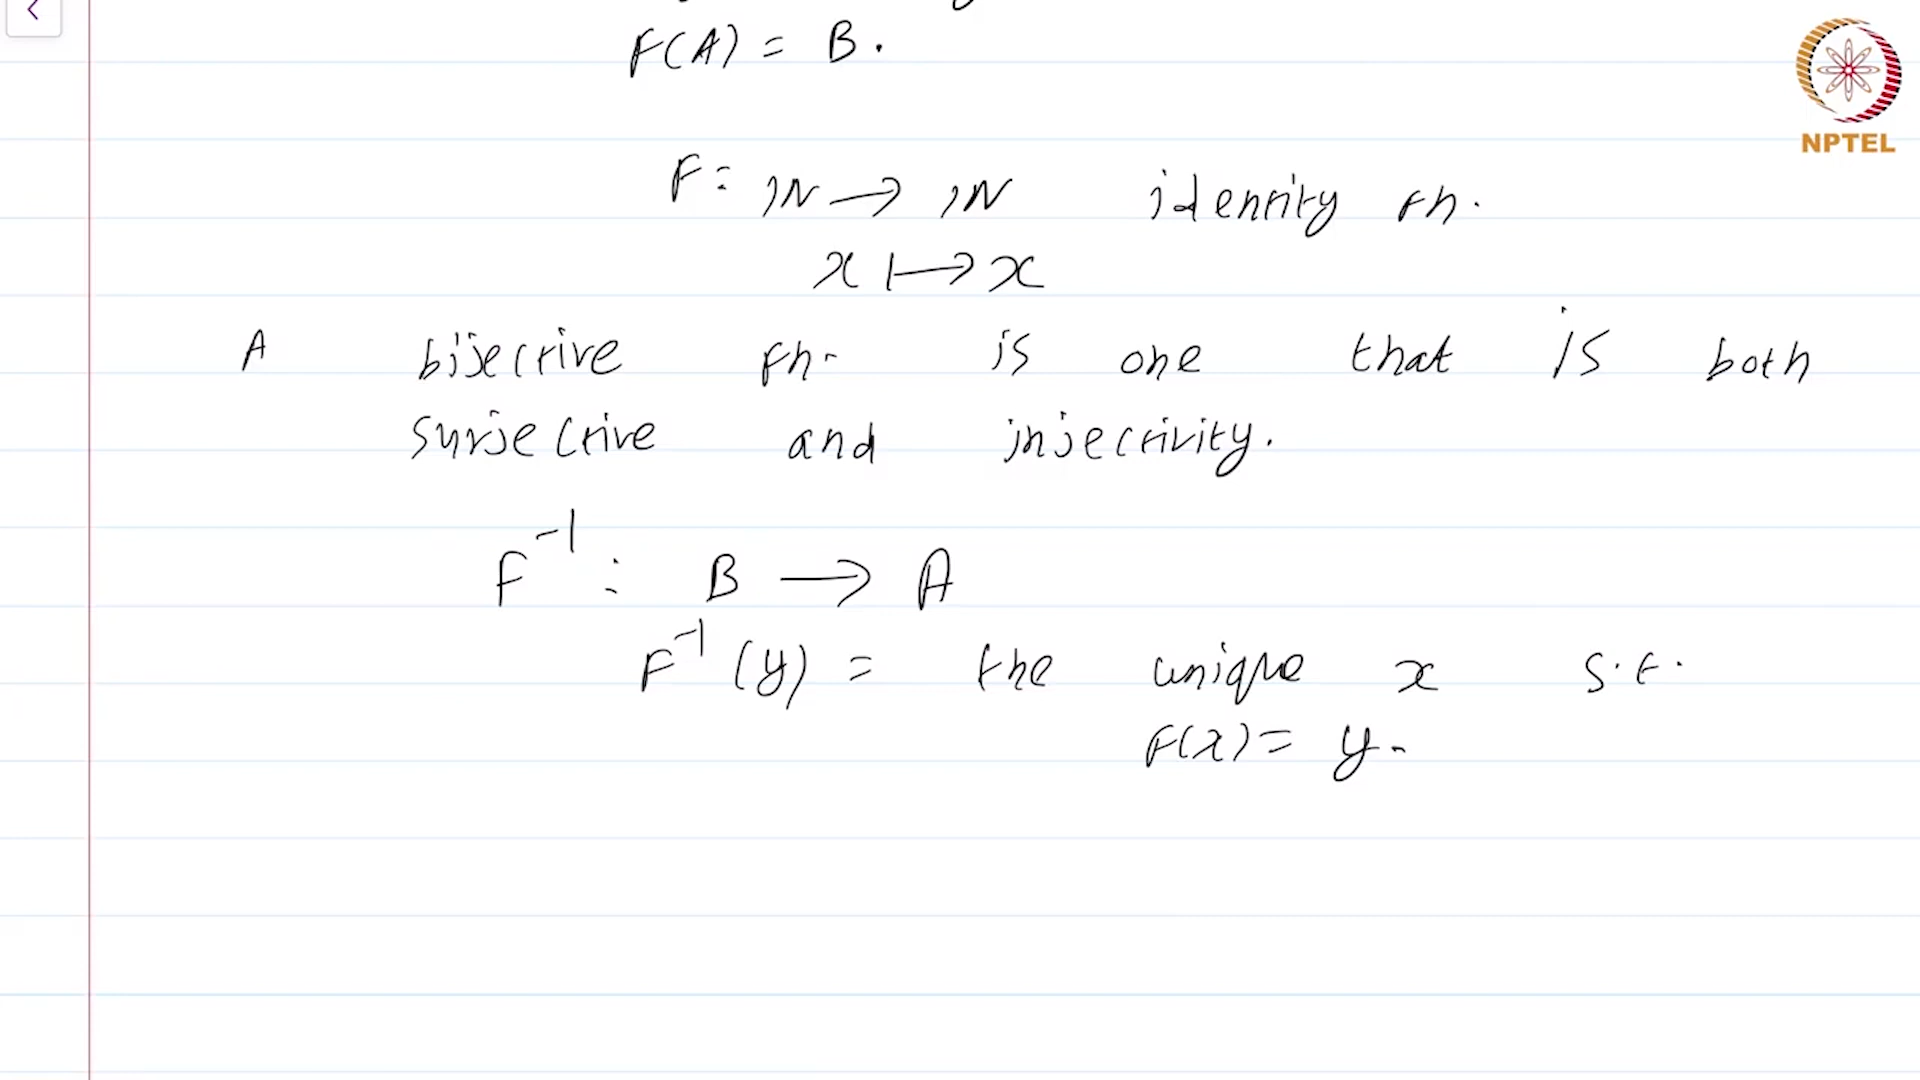 F(A) = B.
NPTEL
F: ℕ → ℕ identity fn.
x ↦ x
A bijective fn. is one that is both
surjective and injectivity.
F⁻¹: B → A
F⁻¹(y) = the unique x s.t.
F(x) = y.